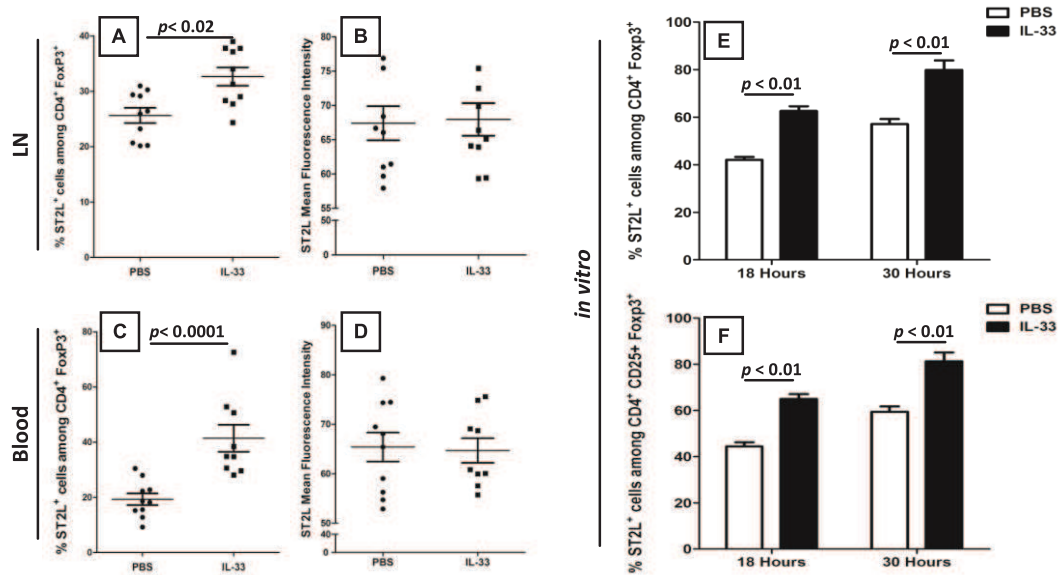 LN
A
p< 0.02
% ST2L⁺ cells among CD4⁺ FoxP3⁺
40
30
20
10
0
PBS
IL-33
B
ST2L Mean Fluorescence Intensity
80
75
70
65
60
55
50
0
PBS
IL-33
Blood
C
p< 0.0001
% ST2L⁺ cells among CD4⁺ FoxP3⁺
80
60
40
20
0
PBS
IL-33
D
ST2L Mean Fluorescence Intensity
90
80
70
60
50
40
0
PBS
IL-33
in vitro
E
PBS
IL-33
% ST2L⁺ cells among CD4⁺ Foxp3⁺
100
80
60
40
20
0
p < 0.01
p < 0.01
18 Hours
30 Hours
F
PBS
IL-33
% ST2L⁺ cells among CD4⁺ CD25+ Foxp3⁺
100
80
60
40
20
0
p < 0.01
p < 0.01
18 Hours
30 Hours